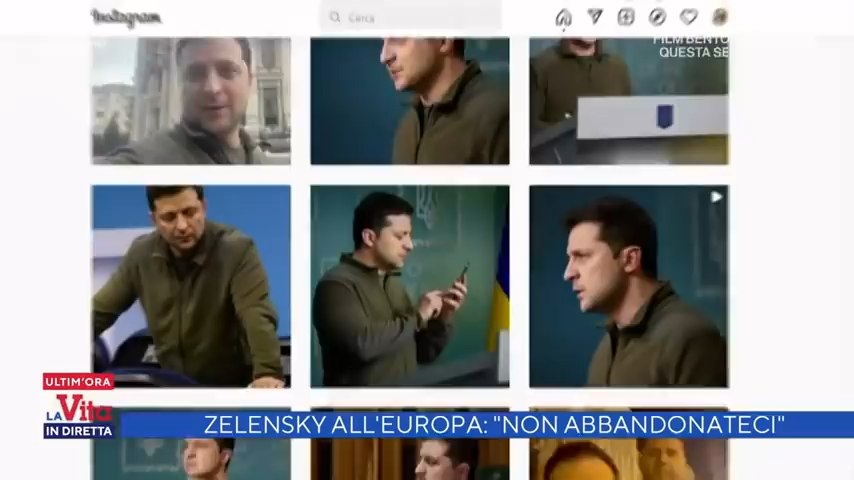 Instagram
Cerca
FILM BENTO
QUESTA SE
ULTIM'ORA
LA Vita
IN DIRETTA
ZELENSKY ALL'EUROPA: "NON ABBANDONATECI"